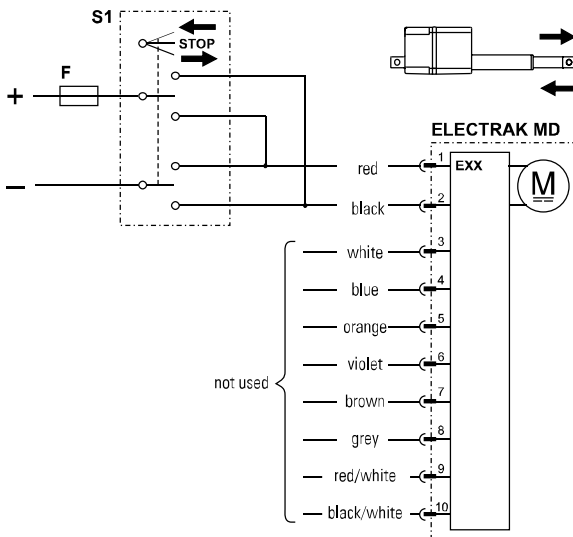 S1
STOP
F
+
−
ELECTRAK MD
EXX
M
red 1
black 2
white 3
blue 4
orange 5
violet 6
not used
brown 7
grey 8
red/white 9
black/white 10